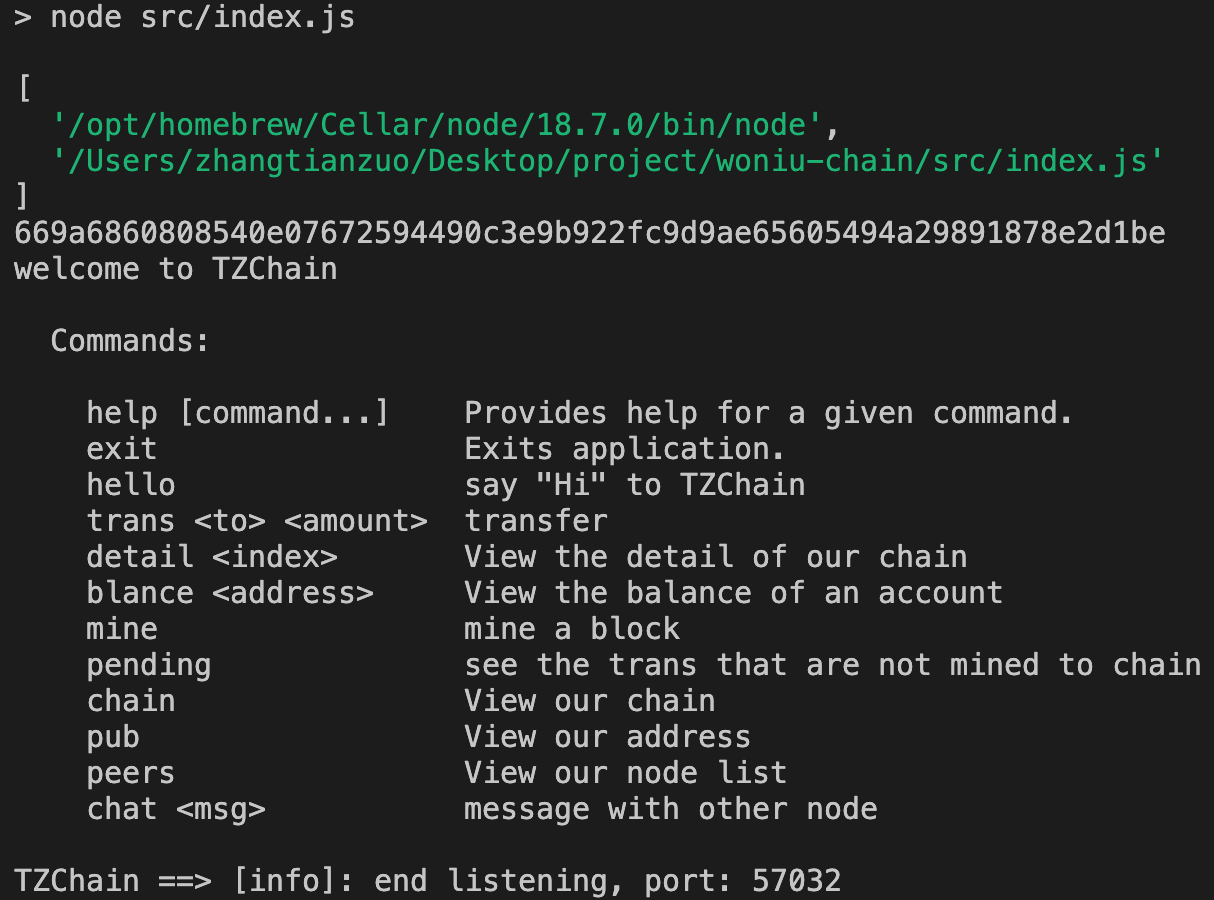 > node src/index.js
[
'/opt/homebrew/Cellar/node/18.7.0/bin/node',
'/Users/zhangtianzuo/Desktop/project/woniu-chain/src/index.js'
]
669a6860808540e07672594490c3e9b922fc9d9ae65605494a29891878e2d1be
welcome to TZChain
Commands:
help [command...] Provides help for a given command.
exit Exits application.
hello say "Hi" to TZChain
trans <to> <amount> transfer
detail <index> View the detail of our chain
blance <address> View the balance of an account
mine mine a block
pending see the trans that are not mined to chain
chain View our chain
pub View our address
peers View our node list
chat <msg> message with other node
TZChain ==> [info]: end listening, port: 57032